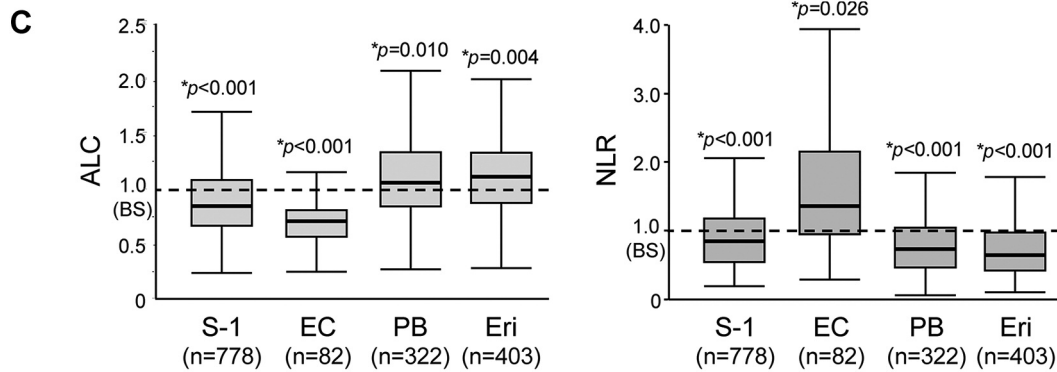 C
ALC
2.5
2.0
1.5
1.0
(BS)
0.5
0
*p<0.001
*p<0.001
*p=0.010
*p=0.004
S-1
EC
PB
Eri
(n=778)
(n=82)
(n=322)
(n=403)
NLR
4.0
3.0
2.0
1.0
(BS)
0
*p<0.001
*p=0.026
*p<0.001
*p<0.001
S-1
EC
PB
Eri
(n=778)
(n=82)
(n=322)
(n=403)